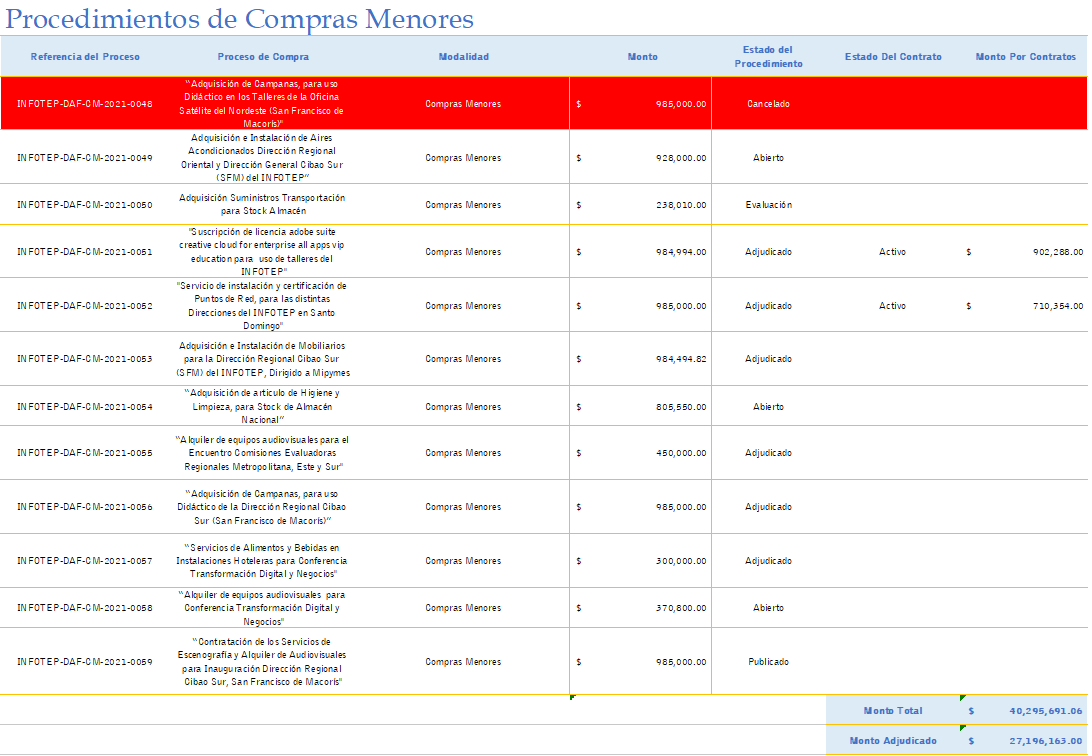 Procedimientos de Compras Menores
Referencia del Proceso Proceso de Compra Modalidad Monto Estado del Procedimiento Estado Del Contrato Monto Por Contratos
INFOTEP-DAF-CM-2021-0048 "Adquisición de Campanas, para uso
Didáctico en los Talleres de la Oficina
Satélite del Nordeste (San Francisco de
Macorís)" Compras Menores $ 985,000.00 Cancelado
INFOTEP-DAF-CM-2021-0049 Adquisición e Instalación de Aires
Acondicionados Dirección Regional
Oriental y Dirección General Cibao Sur
(SFM) del INFOTEP" Compras Menores $ 928,000.00 Abierto
INFOTEP-DAF-CM-2021-0050 Adquisición Suministros Transportación
para Stock Almacén Compras Menores $ 238,010.00 Evaluación
INFOTEP-DAF-CM-2021-0051 "Suscripción de licencia adobe suite
creative cloud for enterprise all apps vip
education para uso de talleres del
INFOTEP" Compras Menores $ 984,994.00 Adjudicado Activo $ 902,288.00
INFOTEP-DAF-CM-2021-0052 "Servicio de instalación y certificación de
Puntos de Red, para las distintas
Direcciones del INFOTEP en Santo
Domingo" Compras Menores $ 985,000.00 Adjudicado Activo $ 710,354.00
INFOTEP-DAF-CM-2021-0053 Adquisición e Instalación de Mobiliarios
para la Dirección Regional Cibao Sur
(SFM) del INFOTEP, Dirigido a Mipymes Compras Menores $ 984,494.82 Adjudicado
INFOTEP-DAF-CM-2021-0054 "Adquisición de articulo de Higiene y
Limpieza, para Stock de Almacén
Nacional" Compras Menores $ 805,550.00 Abierto
INFOTEP-DAF-CM-2021-0055 "Alquiler de equipos audiovisuales para el
Encuentro Comisiones Evaluadoras
Regionales Metropolitana, Este y Sur" Compras Menores $ 450,000.00 Adjudicado
INFOTEP-DAF-CM-2021-0056 "Adquisición de Campanas, para uso
Didáctico de la Dirección Regional Cibao
Sur (San Francisco de Macorís)" Compras Menores $ 985,000.00 Adjudicado
INFOTEP-DAF-CM-2021-0057 "Servicios de Alimentos y Bebidas en
Instalaciones Hoteleras para Conferencia
Transformación Digital y Negocios" Compras Menores $ 300,000.00 Adjudicado
INFOTEP-DAF-CM-2021-0058 "Alquiler de equipos audiovisuales para
Conferencia Transformación Digital y
Negocios" Compras Menores $ 370,800.00 Abierto
INFOTEP-DAF-CM-2021-0059 "Contratación de los Servicios de
Escenografía y Alquiler de Audiovisuales
para Inauguración Dirección Regional
Cibao Sur, San Francisco de Macorís" Compras Menores $ 985,000.00 Publicado
Monto Total $ 40,295,691.06
Monto Adjudicado $ 27,196,163.00